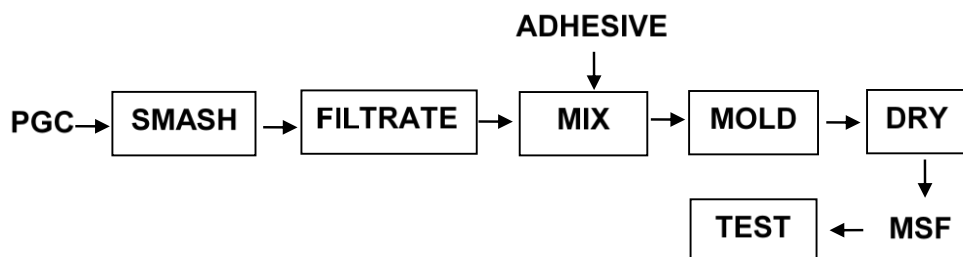 ADHESIVE
PGC
SMASH
FILTRATE
MIX
MOLD
DRY
TEST
MSF